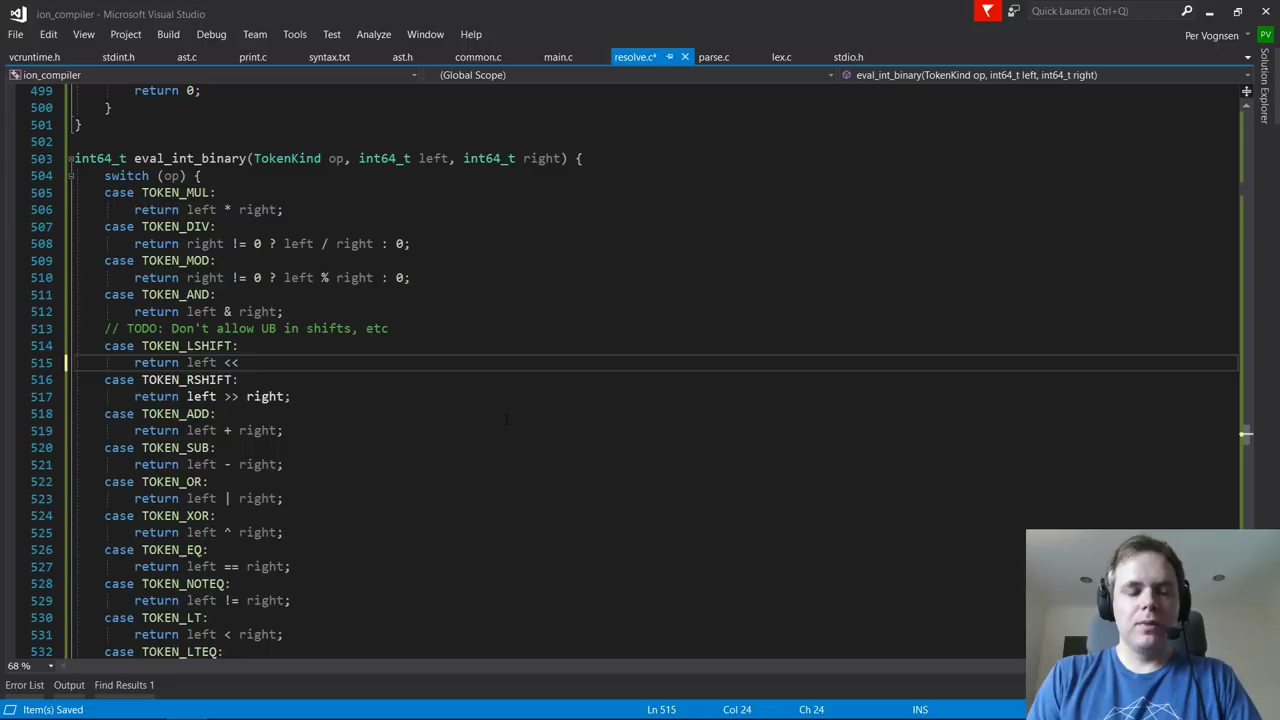 ion_compiler - Microsoft Visual Studio
Quick Launch (Ctrl+Q)
File Edit View Project Build Debug Team Tools Test Analyze Window Help
Per Vognsen PV
vcruntime.h stdint.h ast.c print.c syntax.txt ast.h common.c main.c resolve.c* parse.c lex.c stdio.h
ion_compiler (Global Scope) eval_int_binary(TokenKind op, int64_t left, int64_t right)
Solution Explorer
499 return 0;
500 }
501 }
502
503 int64_t eval_int_binary(TokenKind op, int64_t left, int64_t right) {
504 switch (op) {
505 case TOKEN_MUL:
506 return left * right;
507 case TOKEN_DIV:
508 return right != 0 ? left / right : 0;
509 case TOKEN_MOD:
510 return right != 0 ? left % right : 0;
511 case TOKEN_AND:
512 return left & right;
513 // TODO: Don't allow UB in shifts, etc
514 case TOKEN_LSHIFT:
515 return left <<
516 case TOKEN_RSHIFT:
517 return left >> right;
518 case TOKEN_ADD:
519 return left + right;
520 case TOKEN_SUB:
521 return left - right;
522 case TOKEN_OR:
523 return left | right;
524 case TOKEN_XOR:
525 return left ^ right;
526 case TOKEN_EQ:
527 return left == right;
528 case TOKEN_NOTEQ:
529 return left != right;
530 case TOKEN_LT:
531 return left < right;
532 case TOKEN_LTEQ:
68 %
Error List Output Find Results 1
Item(s) Saved Ln 515 Col 24 Ch 24 INS